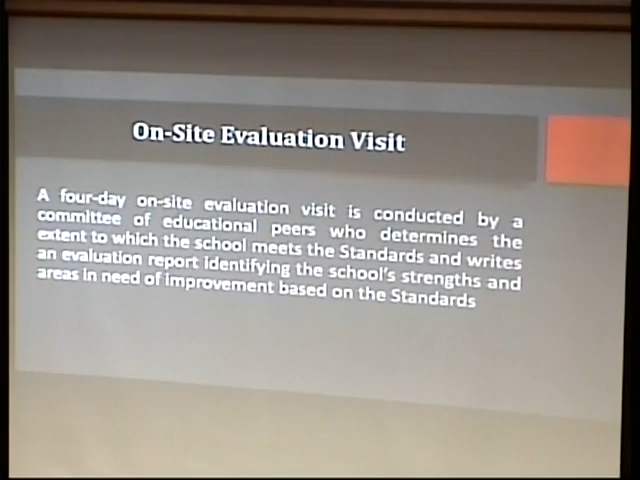 On-Site Evaluation Visit
A four-day on-site evaluation visit is conducted by a
committee of educational peers who determines the
extent to which the school meets the Standards and writes
an evaluation report identifying the school's strengths and
areas in need of improvement based on the Standards